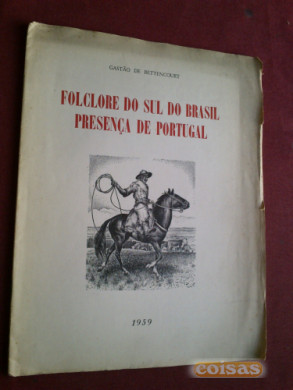 GASTÃO DE BETTENCOURT
FOLCLORE DO SUL DO BRASIL
PRESENÇA DE PORTUGAL
1959
coisas